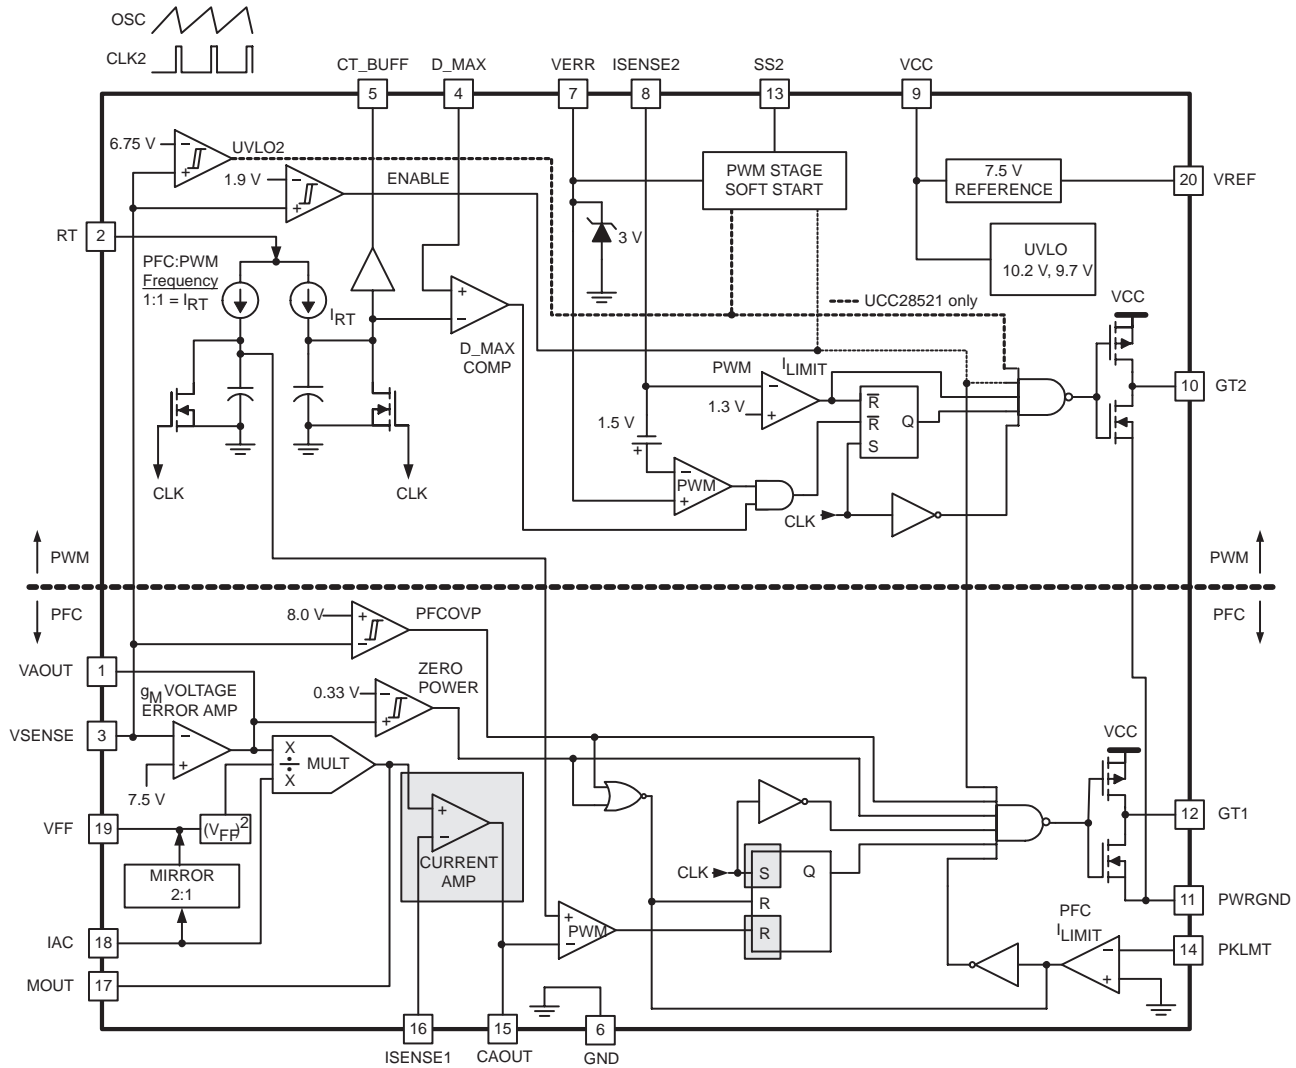 OSC
CLK2
CT_BUFF D_MAX VERR ISENSE2 SS2 VCC
5 4 7 8 13 9
6.75 V − + UVLO2
1.9 V − + ENABLE
PWM STAGE
SOFT START
7.5 V
REFERENCE
20 VREF
RT 2
3 V
UVLO
10.2 V, 9.7 V
PFC:PWM
Frequency
1:1 = IRT
IRT
+
−
D_MAX
COMP
UCC28521 only
VCC
PWM ILIMIT
−
1.3 V +
R
R Q
S
10 GT2
1.5 V
+
−
PWM
+
CLK CLK
CLK
PWM PWM
PFC PFC
8.0 V + PFCOVP
−
VAOUT 1
ZERO
POWER
0.33 V −
+
gM VOLTAGE
ERROR AMP
VSENSE 3 −
+
7.5 V
X
÷
X
MULT
VCC
VFF 19
(VFF)2
+
−
CURRENT
AMP
12 GT1
MIRROR
2:1
CLK S Q
R
R
+
PWM
−
11 PWRGND
PFC
ILIMIT
IAC 18
− 14 PKLMT
+
MOUT 17
16 15 6
ISENSE1 CAOUT GND